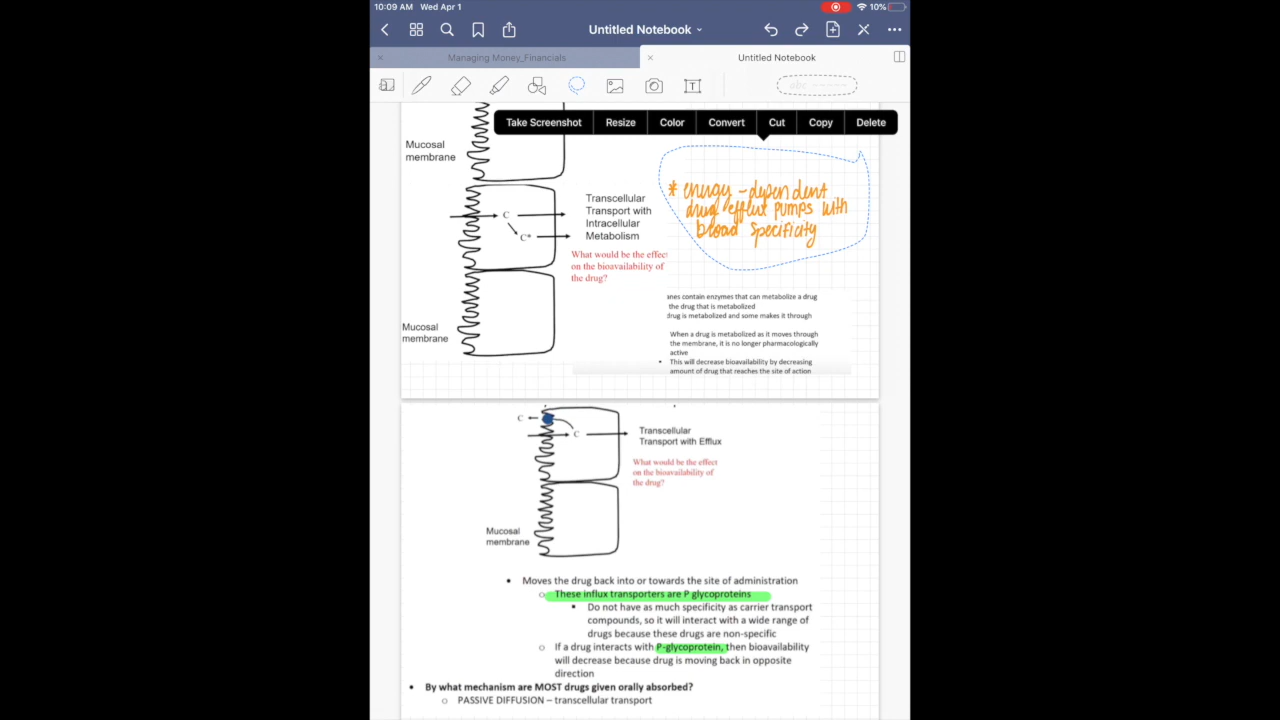 10:09 AM Wed Apr 1
10%
Untitled Notebook
Managing Money_Financials
Untitled Notebook
T
Take Screenshot Resize Color Convert Cut Copy Delete
Mucosal
membrane
* energy - dependent
drug efflux pumps with
broad specificity
Transcellular
Transport with
Intracellular
Metabolism
C
C*
What would be the effec
on the bioavailability of
the drug?
Mucosal
membrane
anes contain enzymes that can metabolize a drug
the drug that is metabolized
drug is metabolized and some makes it through
When a drug is metabolized as it moves through
the membrane, it is no longer pharmacologically
active
• This will decrease bioavailability by decreasing
amount of drug that reaches the site of action
C
C
Transcellular
Transport with Efflux
What would be the effect
on the bioavailability of
the drug?
Mucosal
membrane
• Moves the drug back into or towards the site of administration
o These influx transporters are P glycoproteins
▪ Do not have as much specificity as carrier transport
compounds, so it will interact with a wide range of
drugs because these drugs are non-specific
o If a drug interacts with P-glycoprotein, then bioavailability
will decrease because drug is moving back in opposite
direction
• By what mechanism are MOST drugs given orally absorbed?
o PASSIVE DIFFUSION – transcellular transport